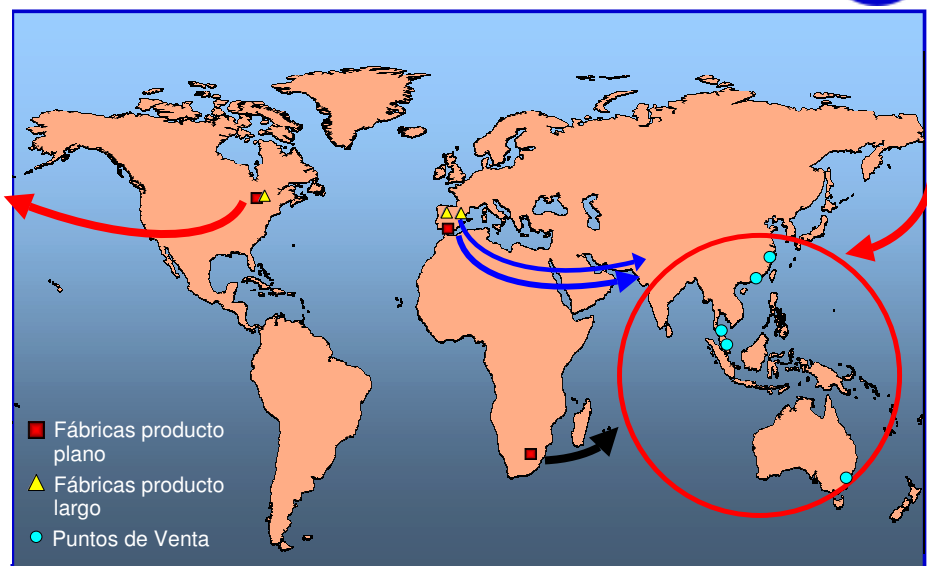 Fábricas producto
plano
Fábricas producto
largo
Puntos de Venta